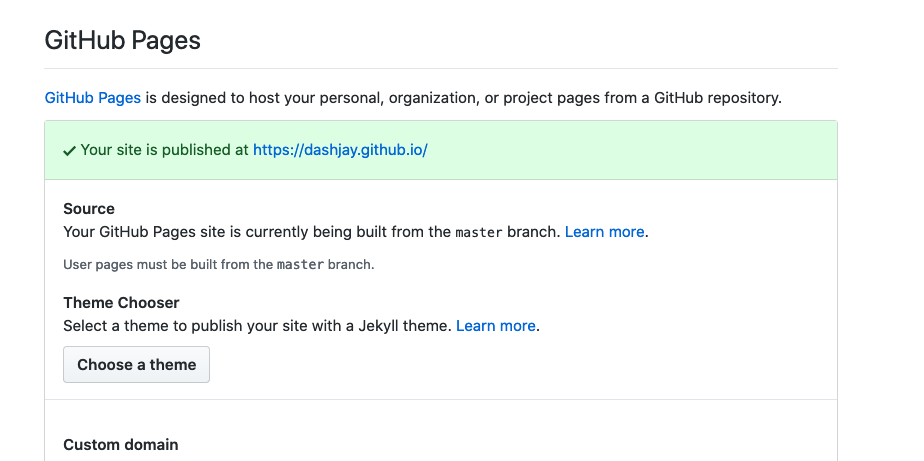 GitHub Pages
GitHub Pages is designed to host your personal, organization, or project pages from a GitHub repository.
Your site is published at https://dashjay.github.io/
Source
Your GitHub Pages site is currently being built from the master branch. Learn more.
User pages must be built from the master branch.
Theme Chooser
Select a theme to publish your site with a Jekyll theme. Learn more.
Choose a theme
Custom domain